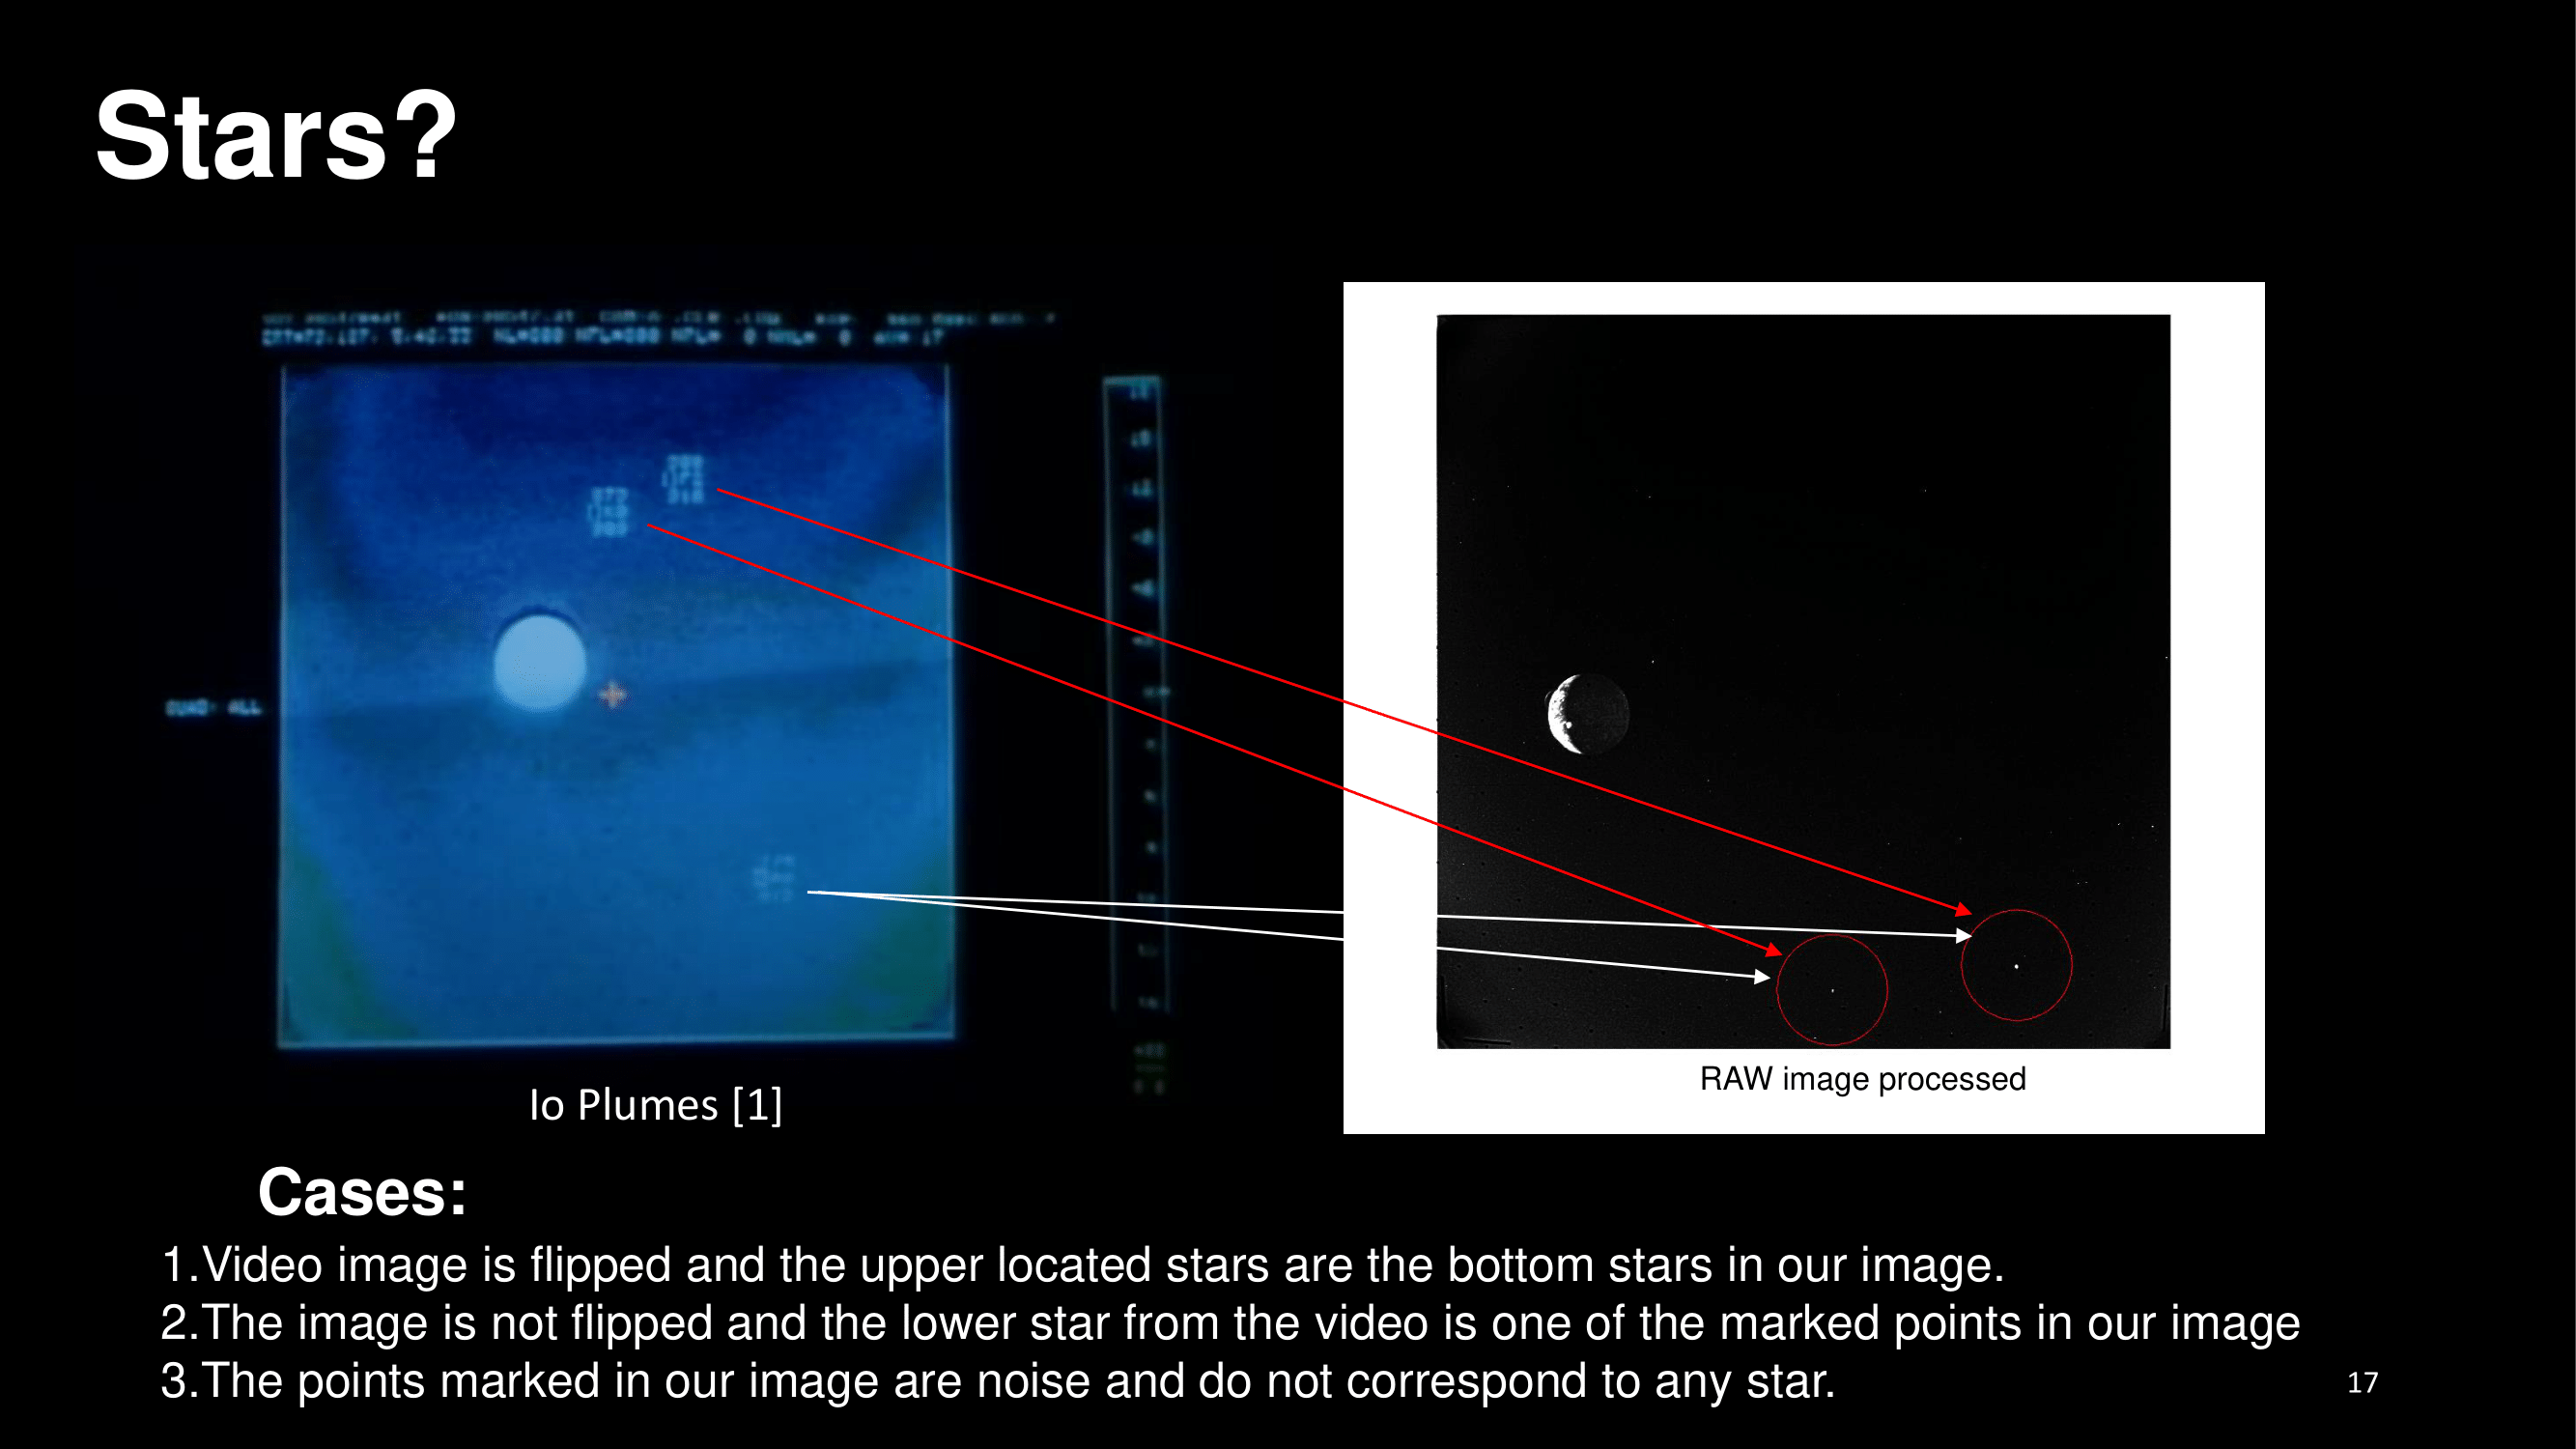 Stars?
ALL
Io Plumes [1]
RAW image processed
Cases:
1.Video image is flipped and the upper located stars are the bottom stars in our image.
2.The image is not flipped and the lower star from the video is one of the marked points in our image
3.The points marked in our image are noise and do not correspond to any star.
17